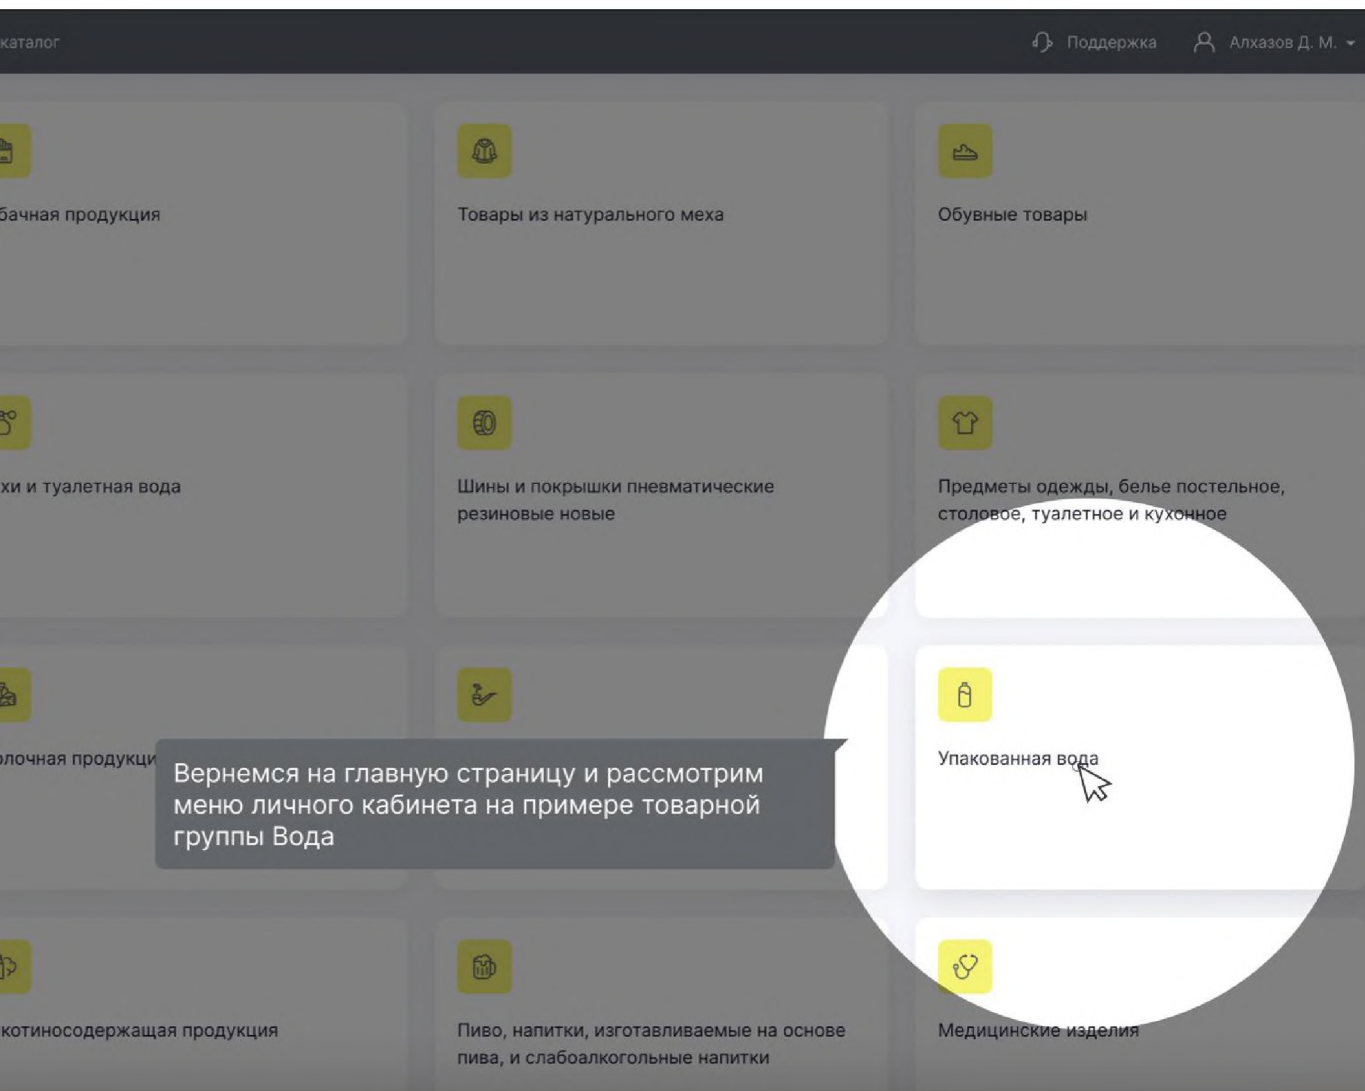 каталог
Поддержка
Алхазов Д. М.
бачная продукция
Товары из натурального меха
Обувные товары
хи и туалетная вода
Шины и покрышки пневматические
резиновые новые
Предметы одежды, белье постельное,
столовое, туалетное и кухонное
лочная продукци
Вернемся на главную страницу и рассмотрим
меню личного кабинета на примере товарной
группы Вода
Упакованная вода
котиносодержащая продукция
Пиво, напитки, изготавливаемые на основе
пива, и слабоалкогольные напитки
Медицинские изделия